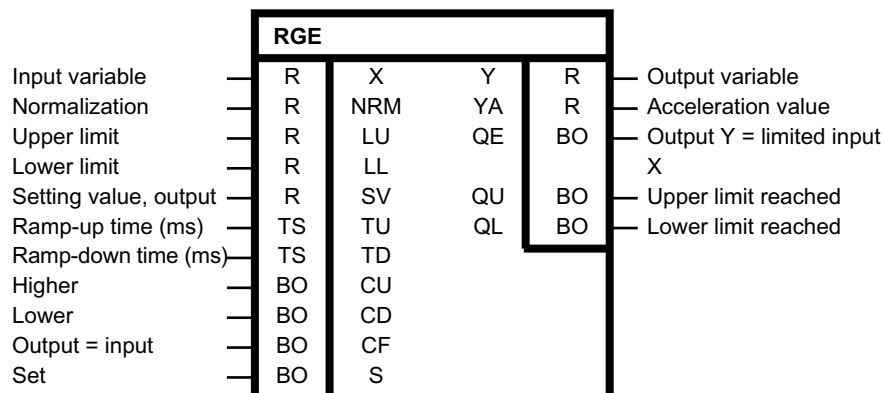 RGE
Input variable R X Y R Output variable
Normalization R NRM YA R Acceleration value
Upper limit R LU QE BO Output Y = limited input
Lower limit R LL X
Setting value, output R SV QU BO Upper limit reached
Ramp-up time (ms) TS TU QL BO Lower limit reached
Ramp-down time (ms) TS TD
Higher BO CU
Lower BO CD
Output = input BO CF
Set BO S